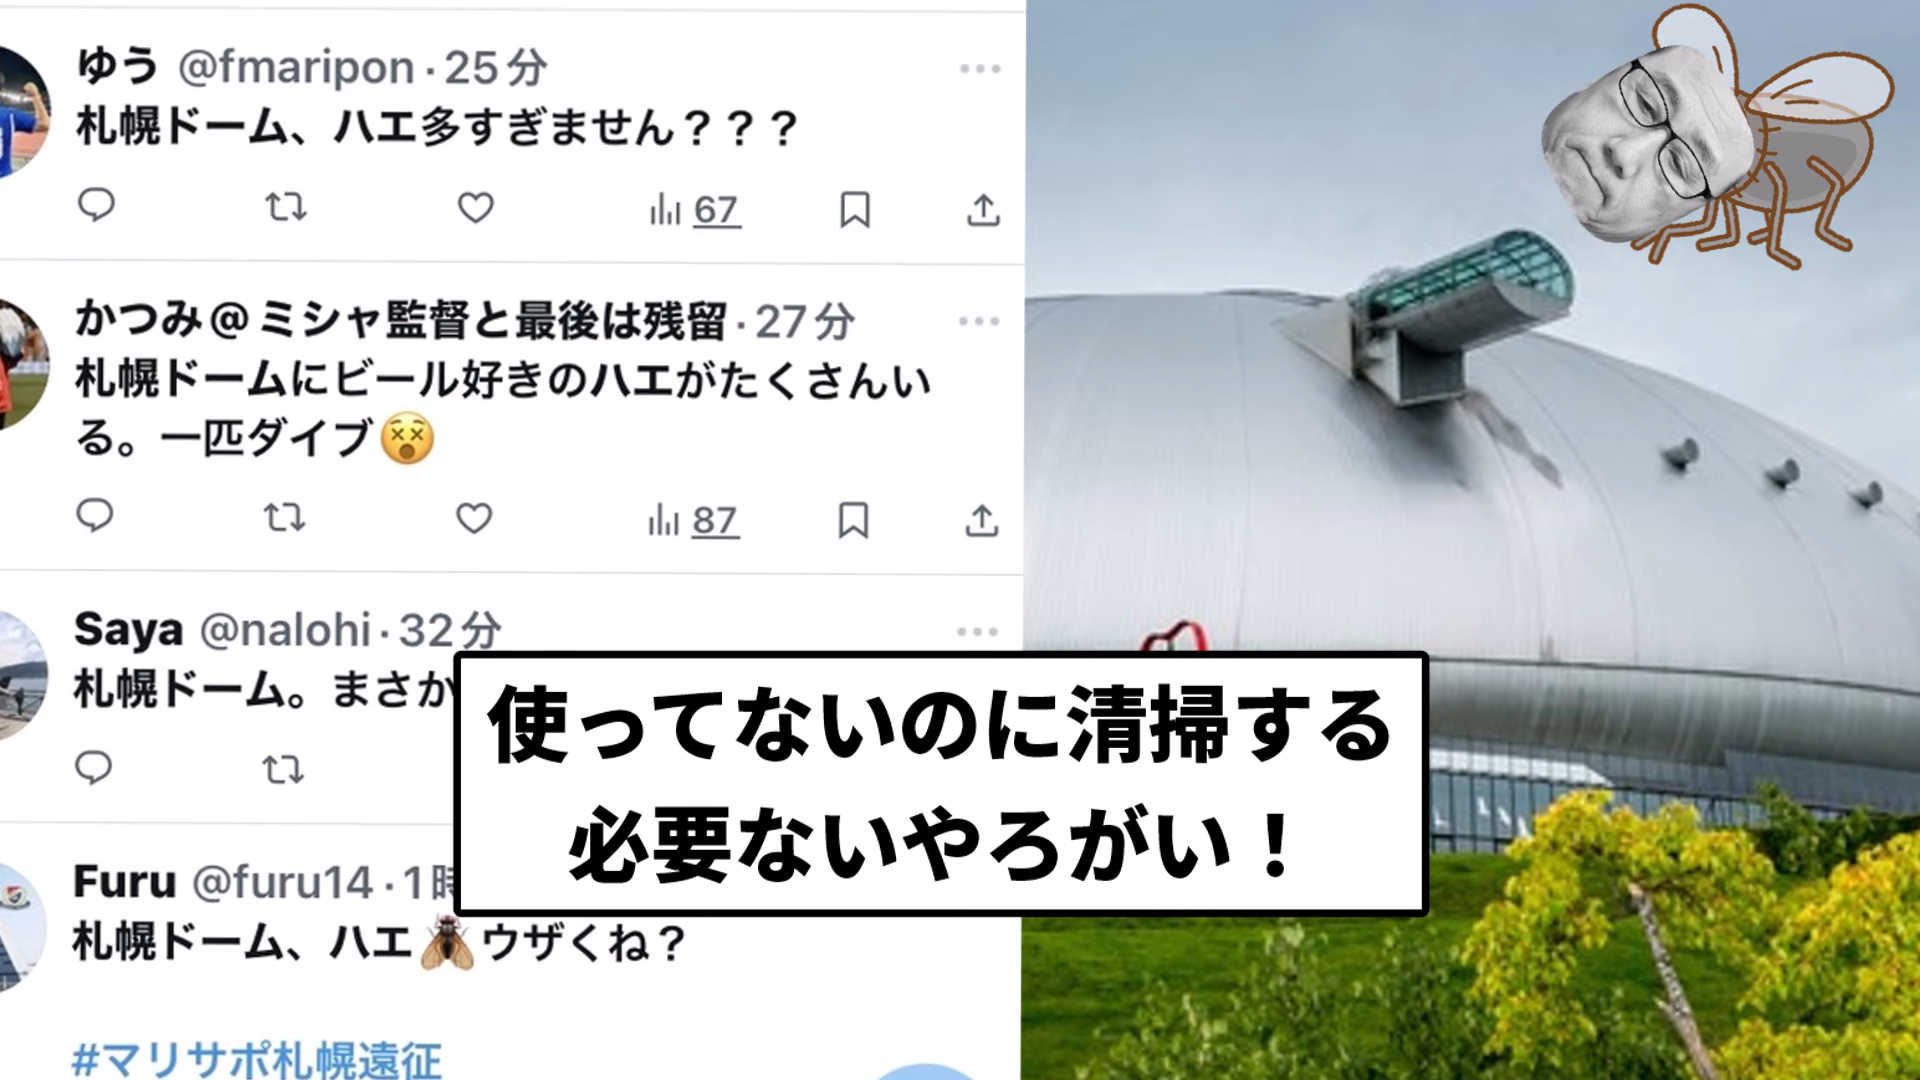 ゆう @fmaripon · 25分
札幌ドーム、ハエ多すぎません？？？
67
かつみ@ミシャ監督と最後は残留 · 27分
札幌ドームにビール好きのハエがたくさんい
る。一匹ダイブ😵
87
Saya @nalohi · 32分
札幌ドーム。まさか
使ってないのに清掃する
必要ないやろがい！
Furu @furu14 · 1時
札幌ドーム、ハエ🪰ウザくね？
#マリサポ札幌遠征